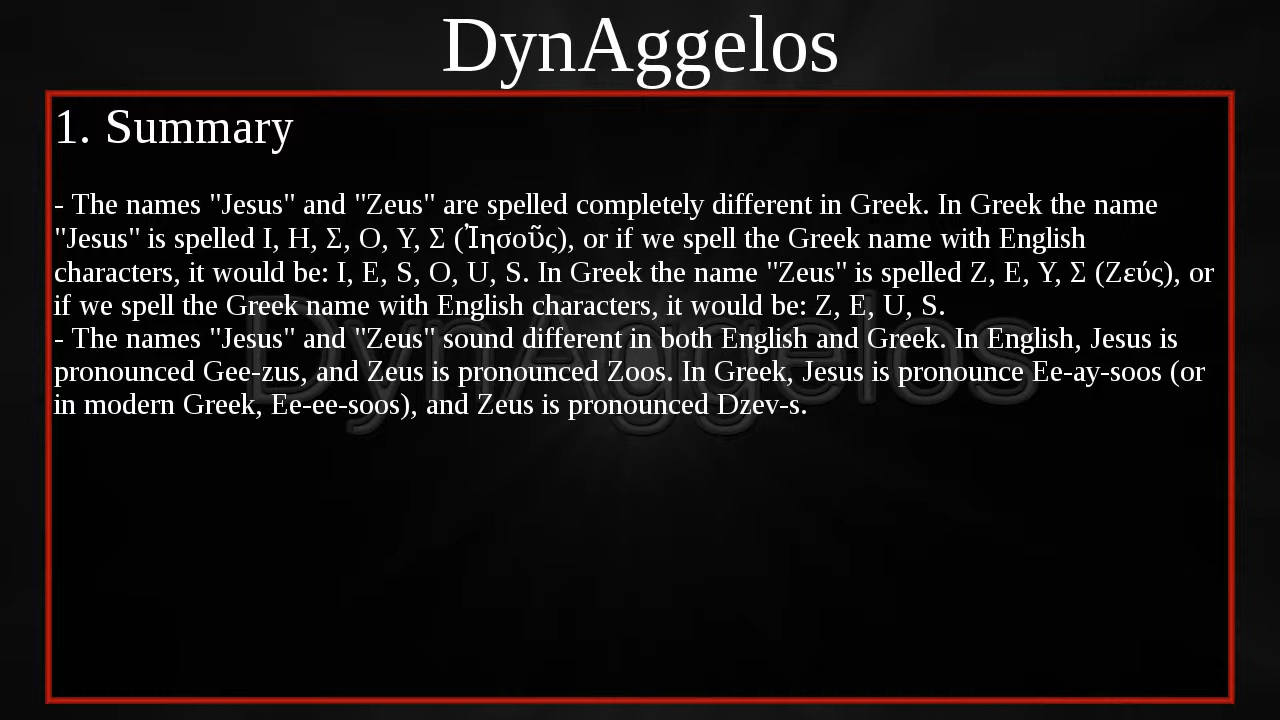 DynAggelos
1. Summary
- The names "Jesus" and "Zeus" are spelled completely different in Greek. In Greek the name
"Jesus" is spelled Ι, Η, Σ, Ο, Υ, Σ (Ἰησοῦς), or if we spell the Greek name with English
characters, it would be: I, E, S, O, U, S. In Greek the name "Zeus" is spelled Ζ, Ε, Υ, Σ (Ζεύς), or
if we spell the Greek name with English characters, it would be: Z, E, U, S.
- The names "Jesus" and "Zeus" sound different in both English and Greek. In English, Jesus is
pronounced Gee-zus, and Zeus is pronounced Zoos. In Greek, Jesus is pronounce Ee-ay-soos (or
in modern Greek, Ee-ee-soos), and Zeus is pronounced Dzev-s.
DynAggelos